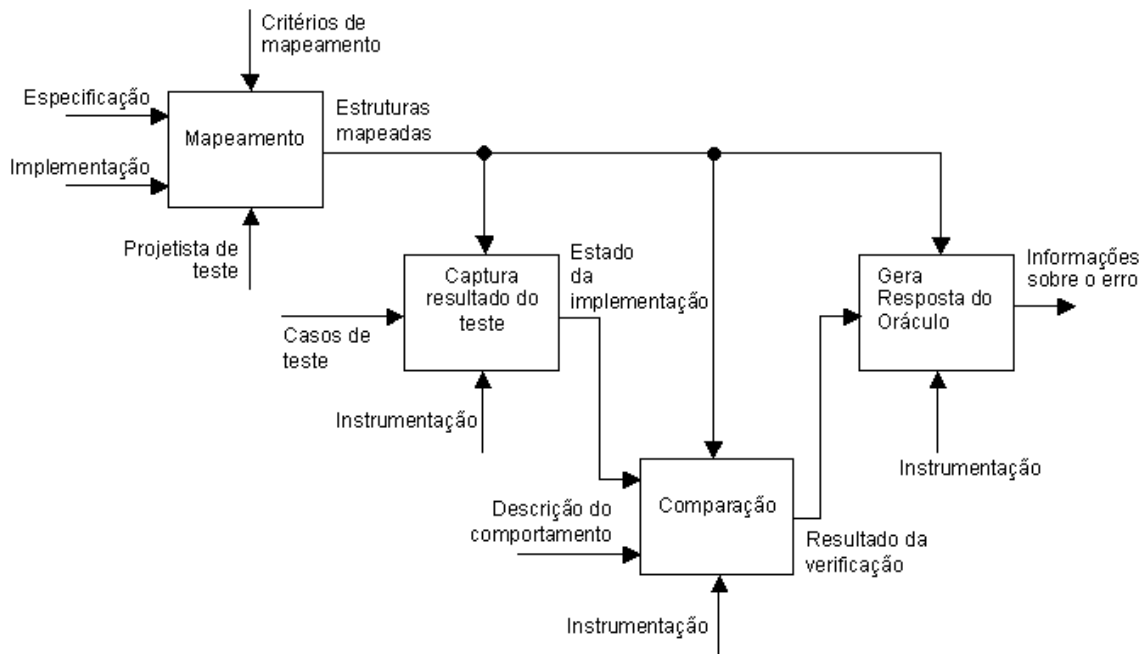 Critérios de
mapeamento
Especificação
Mapeamento
Estruturas
mapeadas
Implementação
Projetista de
teste
Captura
resultado do
teste
Estado
da
implementação
Gera
Resposta do
Oráculo
Informações
sobre o erro
Casos de
teste
Instrumentação
Instrumentação
Descrição do
comportamento
Comparação
Resultado da
verificação
Instrumentação